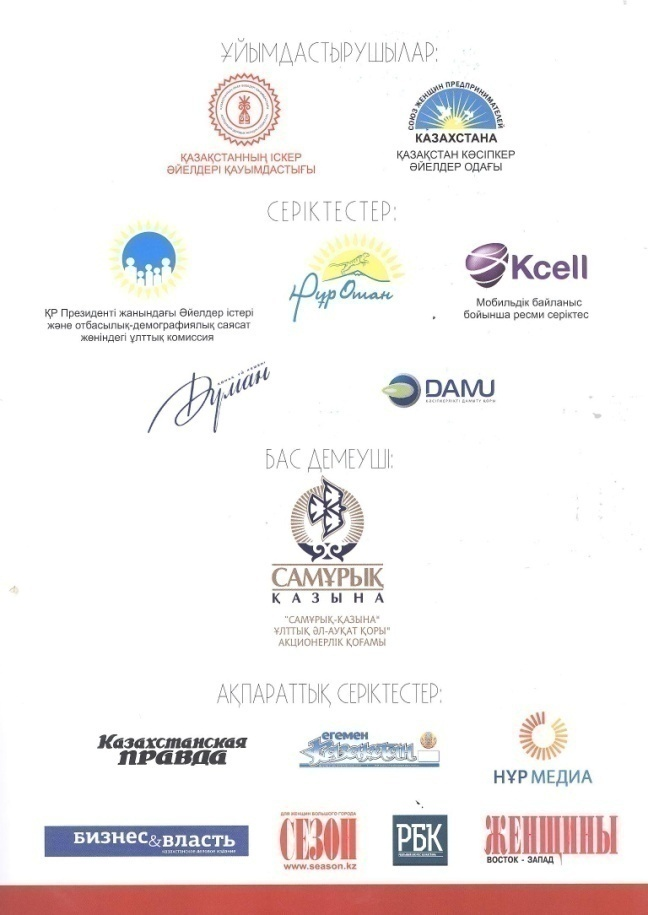 ҰЙЫМДАСТЫРУШЫЛАР:
ҚАЗАҚСТАННЫҢ ІСКЕР
ӘЙЕЛДЕРІ ҚАУЫМДАСТЫҒЫ
СОЮЗ ЖЕНЩИН ПРЕДПРИНИМАТЕЛЕЙ
КАЗАХСТАНА
ҚАЗАҚСТАН КӘСІПКЕР
ӘЙЕЛДЕР ОДАҒЫ
СЕРІКТЕСТЕР:
ҚР Президенті жанындағы Әйелдер істері
және отбасылық-демографиялық саясат
жөніндегі ұлттық комиссия
Нұр Отан
Kcell
Мобильдік байланыс
бойынша ресми серіктес
Думан
DAMU
КӘСІПКЕРЛІКТІ ДАМЫТУ ҚОРЫ
БАС ДЕМЕУШІ:
САМҰРЫҚ
ҚАЗЫНА
"САМҰРЫҚ-ҚАЗЫНА"
ҰЛТТЫҚ ӘЛ-АУҚАТ ҚОРЫ"
АКЦИОНЕРЛІК ҚОҒАМЫ
АҚПАРАТТЫҚ СЕРІКТЕСТЕР:
Казахстанская
ПРАВДА
егемен
Қазақстан
НҰР МЕДИА
БИЗНЕС&ВЛАСТЬ
ДЛЯ ЖЕНЩИН БОЛЬШОГО ГОРОДА
СЕЗОН
www.season.kz
РБК
ЖЕНЩИНЫ
ВОСТОК - ЗАПАД